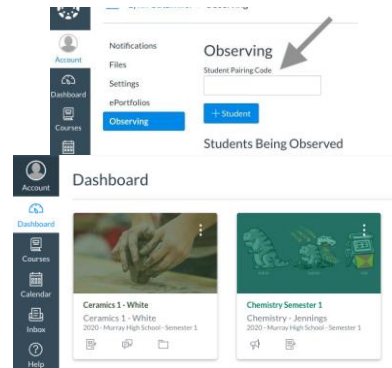 Notifications
Files
Settings
ePortfolios
Observing
Account
Dashboard
Courses
Observing
Student Pairing Code
+ Student
Students Being Observed
Account
Dashboard
Courses
Calendar
Inbox
Help
Dashboard
Ceramics 1 - White
Ceramics 1 - White
2020 - Murray High School - Semester 1
Chemistry Semester 1
Chemistry - Jennings
2020 - Murray High School - Semester 1